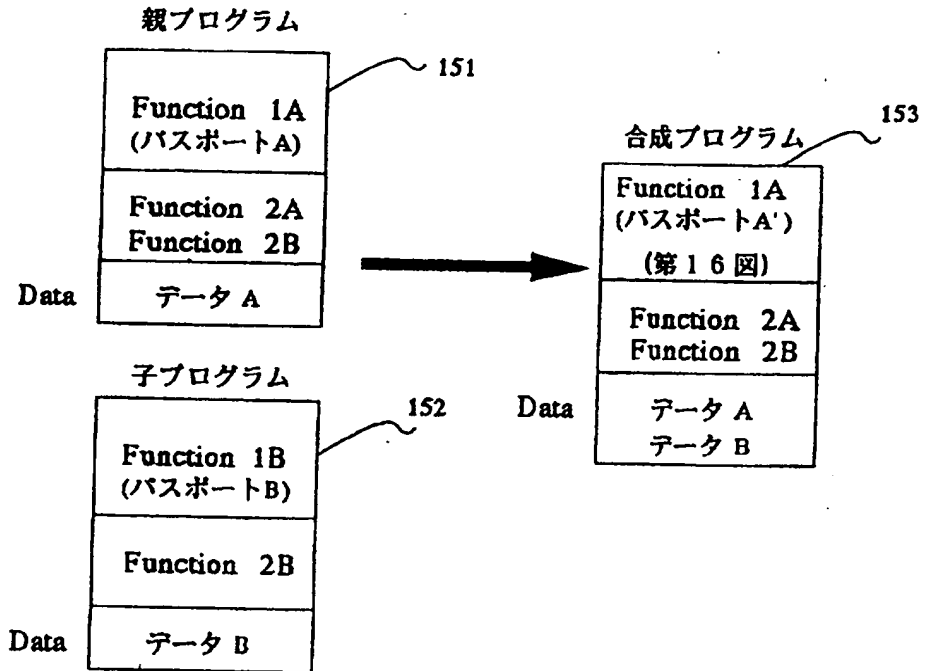 親プログラム
151
Function 1A
(パスポートA)
Function 2A
Function 2B
Data
データ A
子プログラム
152
Function 1B
(パスポートB)
Function 2B
Data
データ B
合成プログラム
153
Function 1A
(パスポートA')
(第16図)
Function 2A
Function 2B
Data
データ A
データ B